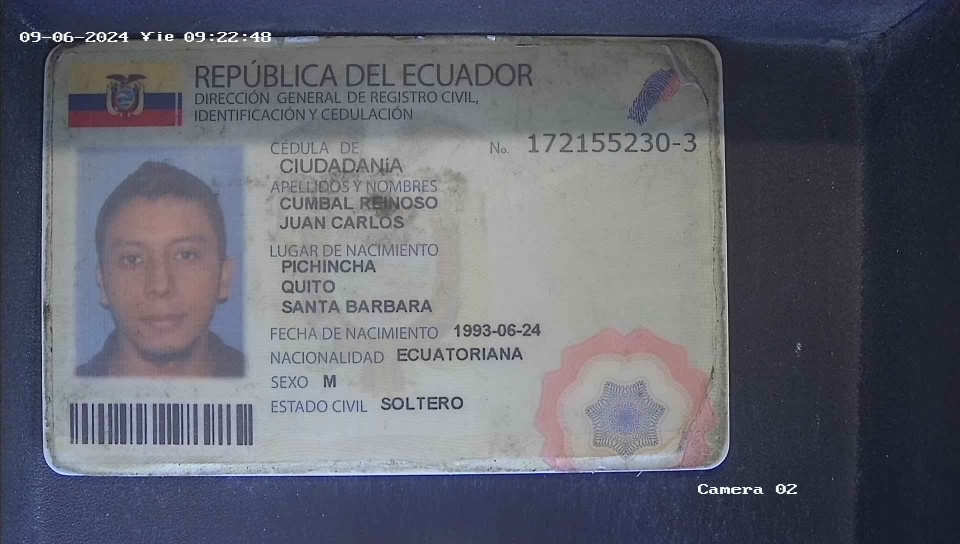 09-06-2024 Vie 09:22:48
REPÚBLICA DEL ECUADOR
DIRECCIÓN GENERAL DE REGISTRO CIVIL,
IDENTIFICACIÓN Y CEDULACIÓN
CÉDULA DE
No. 172155230-3
CIUDADANíA
APELLIDOS Y NOMBRES
CUMBAL REINOSO
JUAN CARLOS
LUGAR DE NACIMIENTO
PICHINCHA
QUITO
SANTA BARBARA
FECHA DE NACIMIENTO 1993-06-24
NACIONALIDAD ECUATORIANA
SEXO M
ESTADO CIVIL SOLTERO
Camera 02